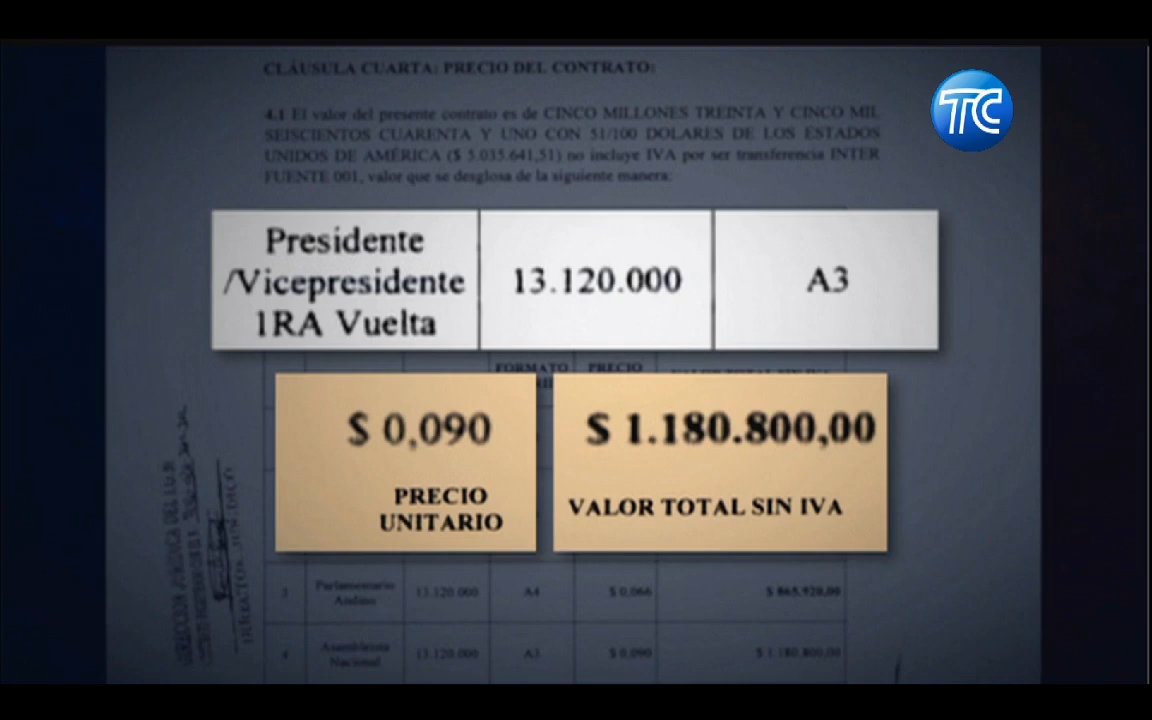 CLÁUSULA CUARTA: PRECIO DEL CONTRATO:
TC
4.1 El valor del presente contrato es de CINCO MILLONES TREINTA Y CINCO MIL
SEISCIENTOS CUARENTA Y UNO CON 51/100 DOLARES DE LOS ESTADOS
UNIDOS DE AMÉRICA ($ 5.035.641,51) no incluye IVA por ser transferencia INTER
FUENTE 001, valor que se desglosa de la siguiente manera:
Presidente
/Vicepresidente
1RA Vuelta
13.120.000
A3
FORMATO
PRECIO
$ 0,090
PRECIO
UNITARIO
$ 1.180.800,00
VALOR TOTAL SIN IVA
3 Parlamentario
Andino 13.120.000 A4 $ 0,066 $ 865.920,00
4 Asambleista
Nacional 13.120.000 A3 $ 0,090 $ 1.180.800,00